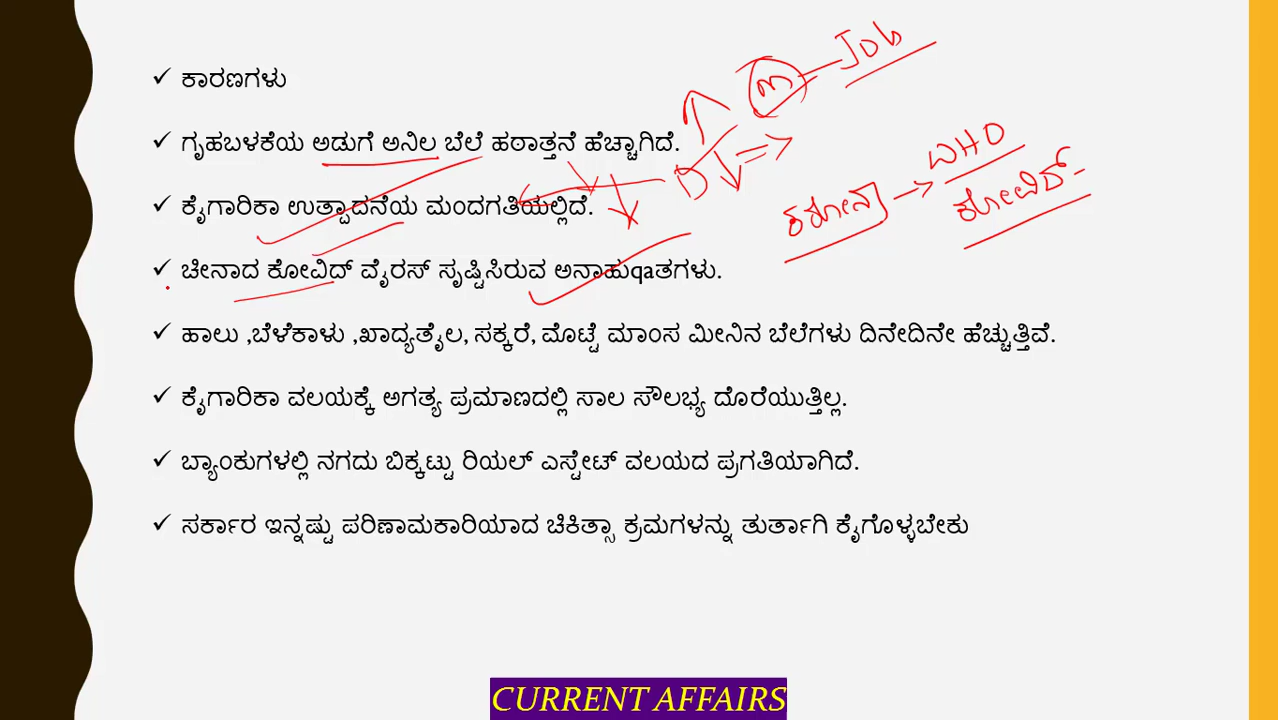 ಕಾರಣಗಳು
ಗೃಹಬಳಕೆಯ ಅಡುಗೆ ಅನಿಲ ಬೆಲೆ ಹಠಾತ್ತನೆ ಹೆಚ್ಚಾಗಿದೆ.
ಕೈಗಾರಿಕಾ ಉತ್ಪಾದನೆಯ ಮಂದಗತಿಯಲ್ಲಿದೆ.
ಚೀನಾದ ಕೋವಿದ್ ವೈರಸ್ ಸೃಷ್ಟಿಸಿರುವ ಅನಾಹುqaತಗಳು.
ಹಾಲು ,ಬೆಳೆಕಾಳು ,ಖಾದ್ಯತೈಲ, ಸಕ್ಕರೆ, ಮೊಟ್ಟೆ ಮಾಂಸ ಮೀನಿನ ಬೆಲೆಗಳು ದಿನೇದಿನೇ ಹೆಚ್ಚುತ್ತಿವೆ.
ಕೈಗಾರಿಕಾ ವಲಯಕ್ಕೆ ಅಗತ್ಯ ಪ್ರಮಾಣದಲ್ಲಿ ಸಾಲ ಸೌಲಭ್ಯ ದೊರೆಯುತ್ತಿಲ್ಲ.
ಬ್ಯಾಂಕುಗಳಲ್ಲಿ ನಗದು ಬಿಕ್ಕಟ್ಟು ರಿಯಲ್ ಎಸ್ಟೇಟ್ ವಲಯದ ಪ್ರಗತಿಯಾಗಿದೆ.
ಸರ್ಕಾರ ಇನ್ನಷ್ಟು ಪರಿಣಾಮಕಾರಿಯಾದ ಚಿಕಿತ್ಸಾ ಕ್ರಮಗಳನ್ನು ತುರ್ತಾಗಿ ಕೈಗೊಳ್ಳಬೇಕು
m Job
D
WHO
ಕೋವಿದ್
CURRENT AFFAIRS